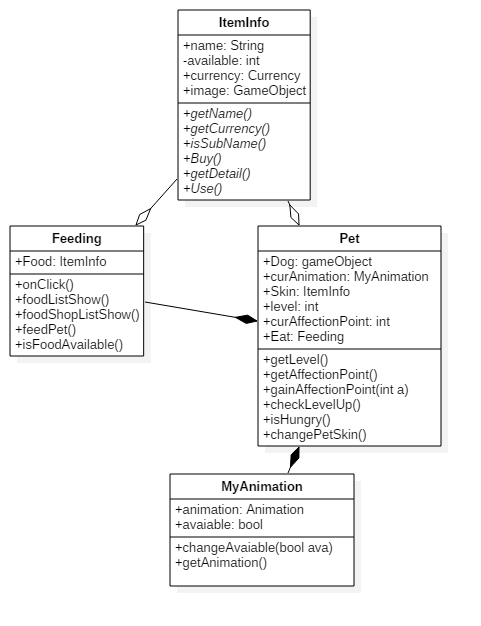 ItemInfo
+name: String
-available: int
+currency: Currency
+image: GameObject
+getName()
+getCurrency()
+isSubName()
+Buy()
+getDetail()
+Use()
Feeding
+Food: ItemInfo
+onClick()
+foodListShow()
+foodShopListShow()
+feedPet()
+isFoodAvailable()
Pet
+Dog: gameObject
+curAnimation: MyAnimation
+Skin: ItemInfo
+level: int
+curAffectionPoint: int
+Eat: Feeding
+getLevel()
+getAffectionPoint()
+gainAffectionPoint(int a)
+checkLevelUp()
+isHungry()
+changePetSkin()
MyAnimation
+animation: Animation
+avaiable: bool
+changeAvaiable(bool ava)
+getAnimation()